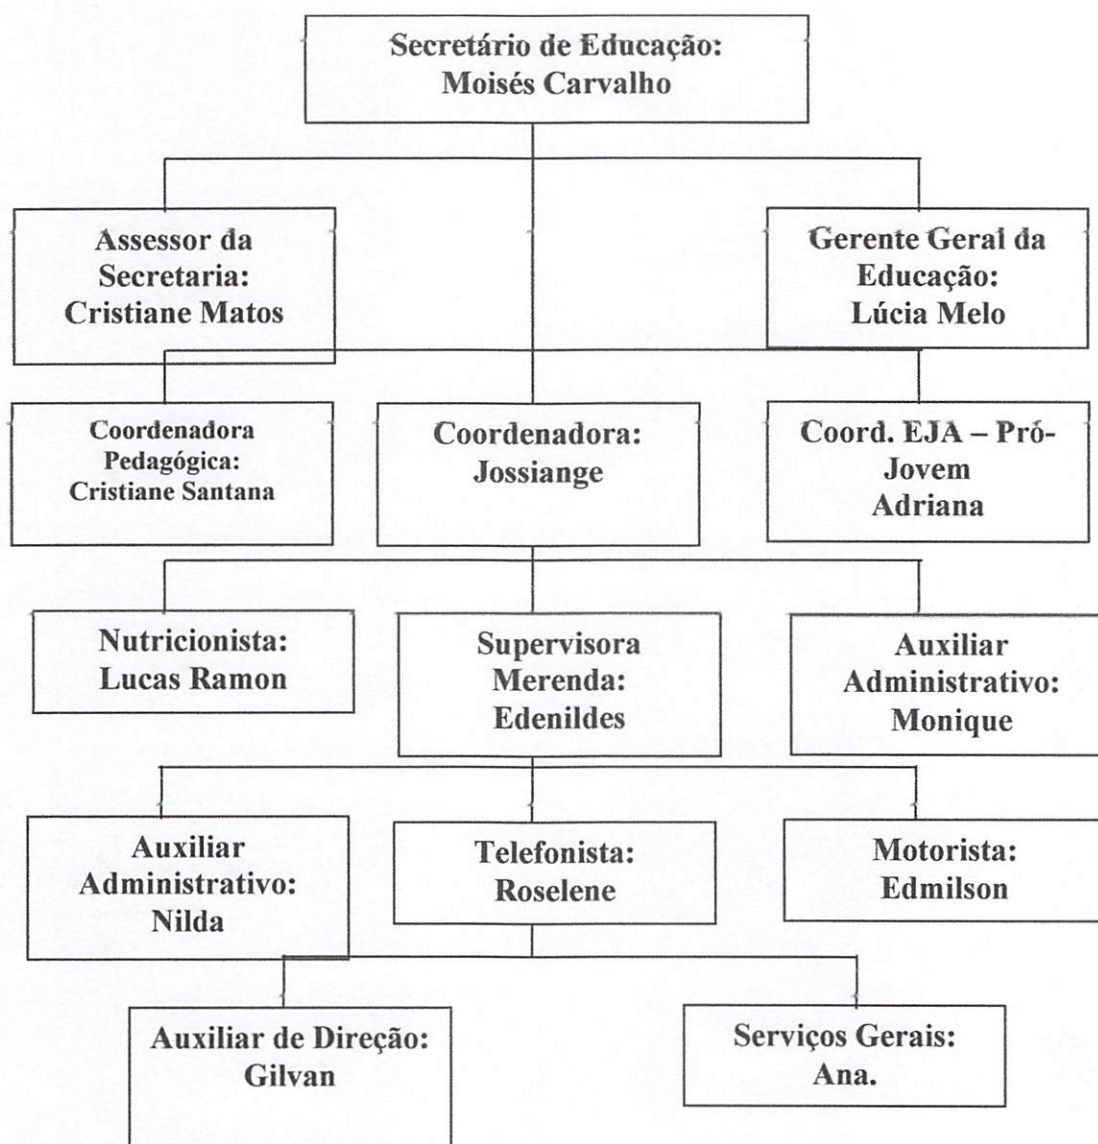 Secretário de Educação:
Moisés Carvalho
Assessor da
Secretaria:
Cristiane Matos
Gerente Geral da
Educação:
Lúcia Melo
Coordenadora
Pedagógica:
Cristiane Santana
Coordenadora:
Jossiange
Coord. EJA – Pró-
Jovem
Adriana
Nutricionista:
Lucas Ramon
Supervisora
Merenda:
Edenildes
Auxiliar
Administrativo:
Monique
Auxiliar
Administrativo:
Nilda
Telefonista:
Roselene
Motorista:
Edmilson
Auxiliar de Direção:
Gilvan
Serviços Gerais:
Ana.